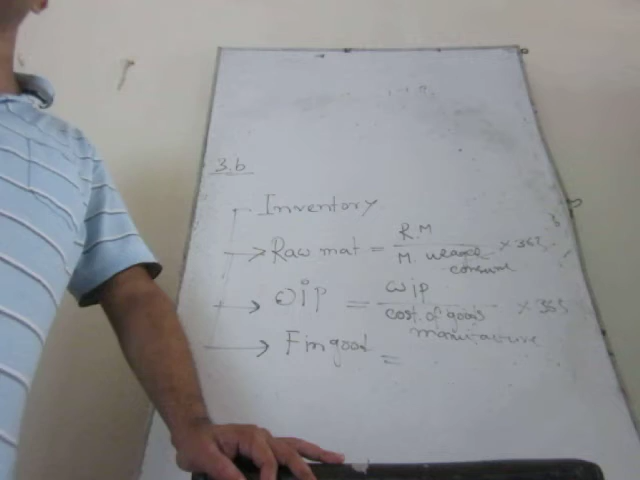 3.b
Inventory
→ Raw mat = R.M / M. usage consume × 365
→ WIP = WIP / cost of goods manufacture × 365
→ Fin good =